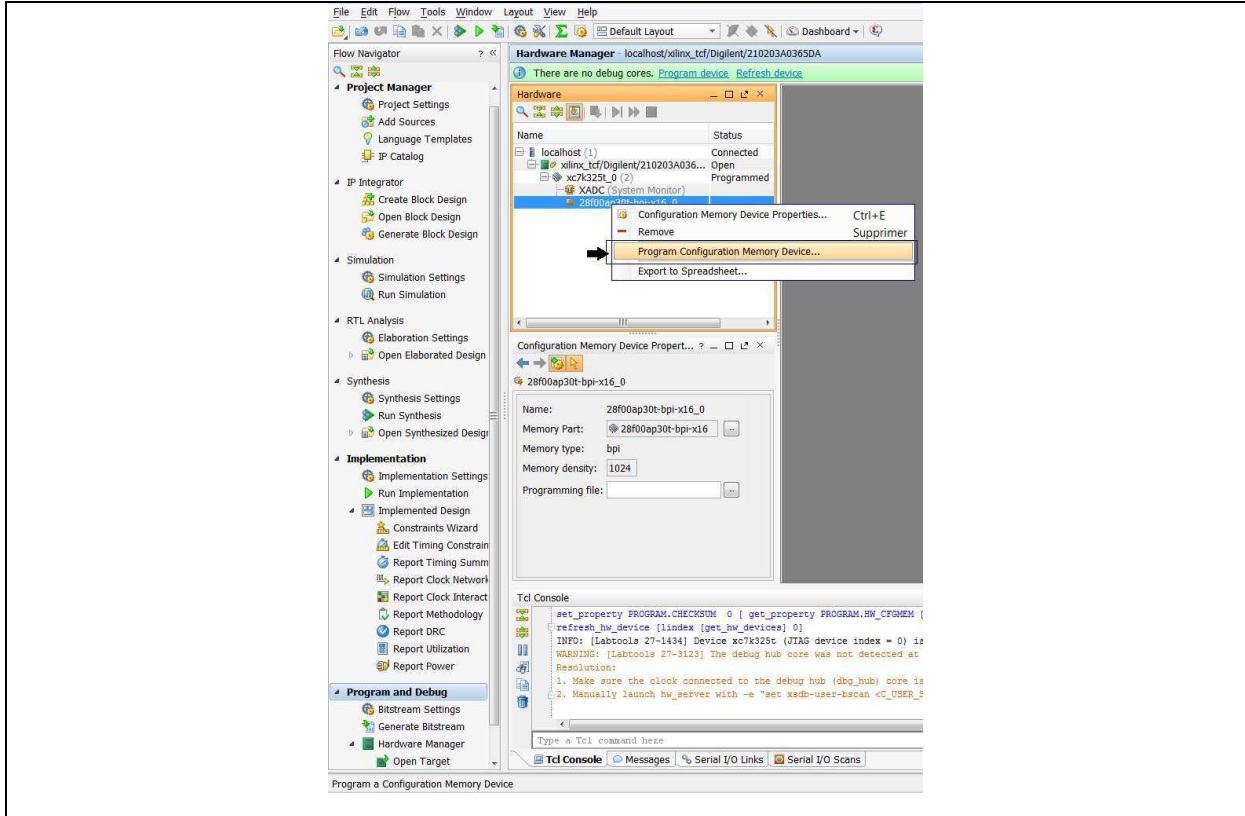 File Edit Flow Tools Window Layout View Help
Default Layout
Dashboard
Flow Navigator ? «
Project Manager
Project Settings
Add Sources
Language Templates
IP Catalog
IP Integrator
Create Block Design
Open Block Design
Generate Block Design
Simulation
Simulation Settings
Run Simulation
RTL Analysis
Elaboration Settings
Open Elaborated Design
Synthesis
Synthesis Settings
Run Synthesis
Open Synthesized Desigr
Implementation
Implementation Settings
Run Implementation
Implemented Design
Constraints Wizard
Edit Timing Constrain
Report Timing Summ
Report Clock Network
Report Clock Interact
Report Methodology
Report DRC
Report Utilization
Report Power
Program and Debug
Bitstream Settings
Generate Bitstream
Hardware Manager
Open Target
Hardware Manager - localhost/xilinx_tcf/Digilent/210203A0365DA
There are no debug cores. Program device Refresh device
Hardware
Name Status
localhost (1) Connected
xilinx_tcf/Digilent/210203A036... Open
xc7k325t_0 (2) Programmed
XADC (System Monitor)
28f00ap30t-bpi-x16_0
Configuration Memory Device Properties... Ctrl+E
Remove Supprimer
Program Configuration Memory Device...
Export to Spreadsheet...
Configuration Memory Device Propert... ?
28f00ap30t-bpi-x16_0
Name: 28f00ap30t-bpi-x16_0
Memory Part: 28f00ap30t-bpi-x16 ...
Memory type: bpi
Memory density: 1024
Programming file: ...
Tcl Console
set_property PROGRAM.CHECKSUM 0 [ get_property PROGRAM.HW_CFGMEM [
refresh_hw_device [lindex [get_hw_devices] 0]
INFO: [Labtools 27-1434] Device xc7k325t (JTAG device index = 0) is
WARNING: [Labtools 27-3123] The debug hub core was not detected at
Resolution:
1. Make sure the clock connected to the debug hub (dbg_hub) core is
2. Manually launch hw_server with -e "set xsdb-user-bscan <C_USER_S
Type a Tcl command here
Tcl Console Messages Serial I/O Links Serial I/O Scans
Program a Configuration Memory Device